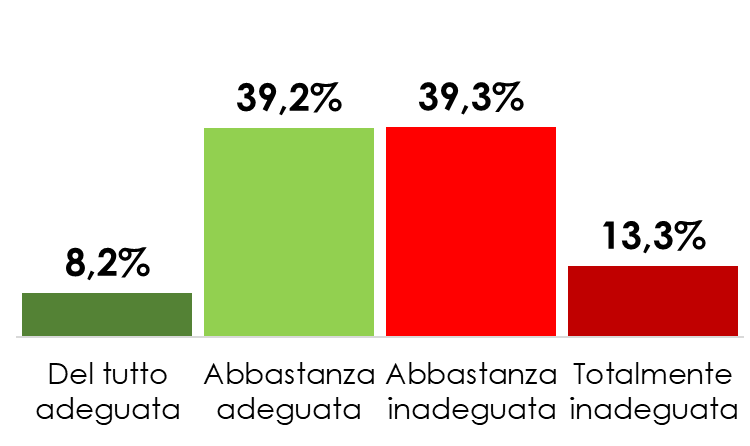 8,2%
39,2%
39,3%
13,3%
Del tutto
adeguata
Abbastanza
adeguata
Abbastanza
inadeguata
Totalmente
inadeguata